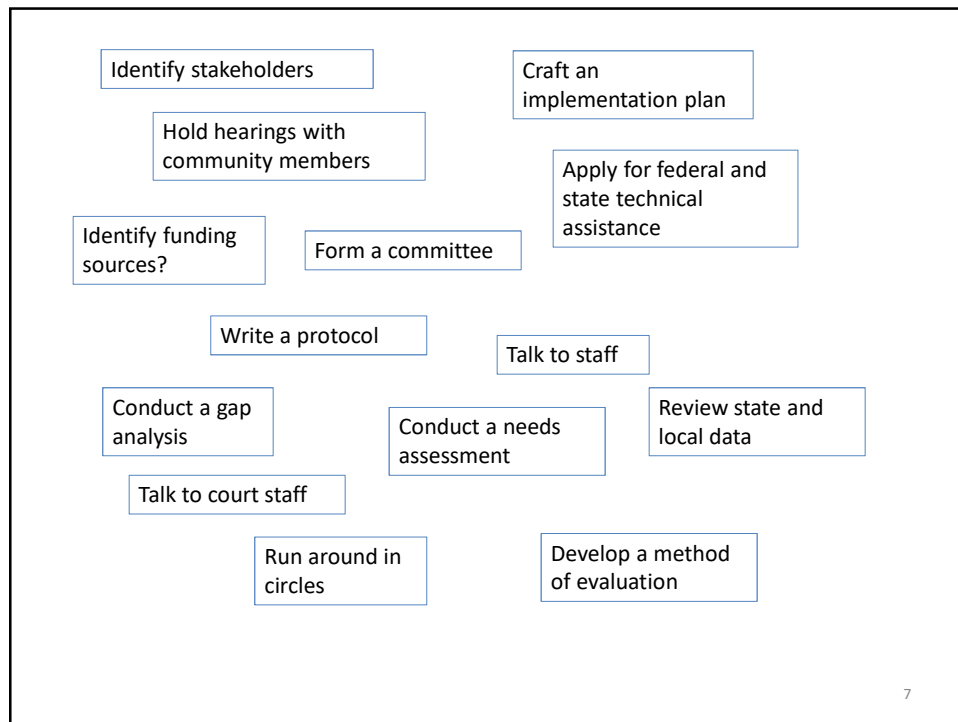 Identify stakeholders
Craft an
implementation plan
Hold hearings with
community members
Apply for federal and
state technical
assistance
Identify funding
sources?
Form a committee
Write a protocol
Talk to staff
Conduct a gap
analysis
Conduct a needs
assessment
Review state and
local data
Talk to court staff
Run around in
circles
Develop a method
of evaluation
7